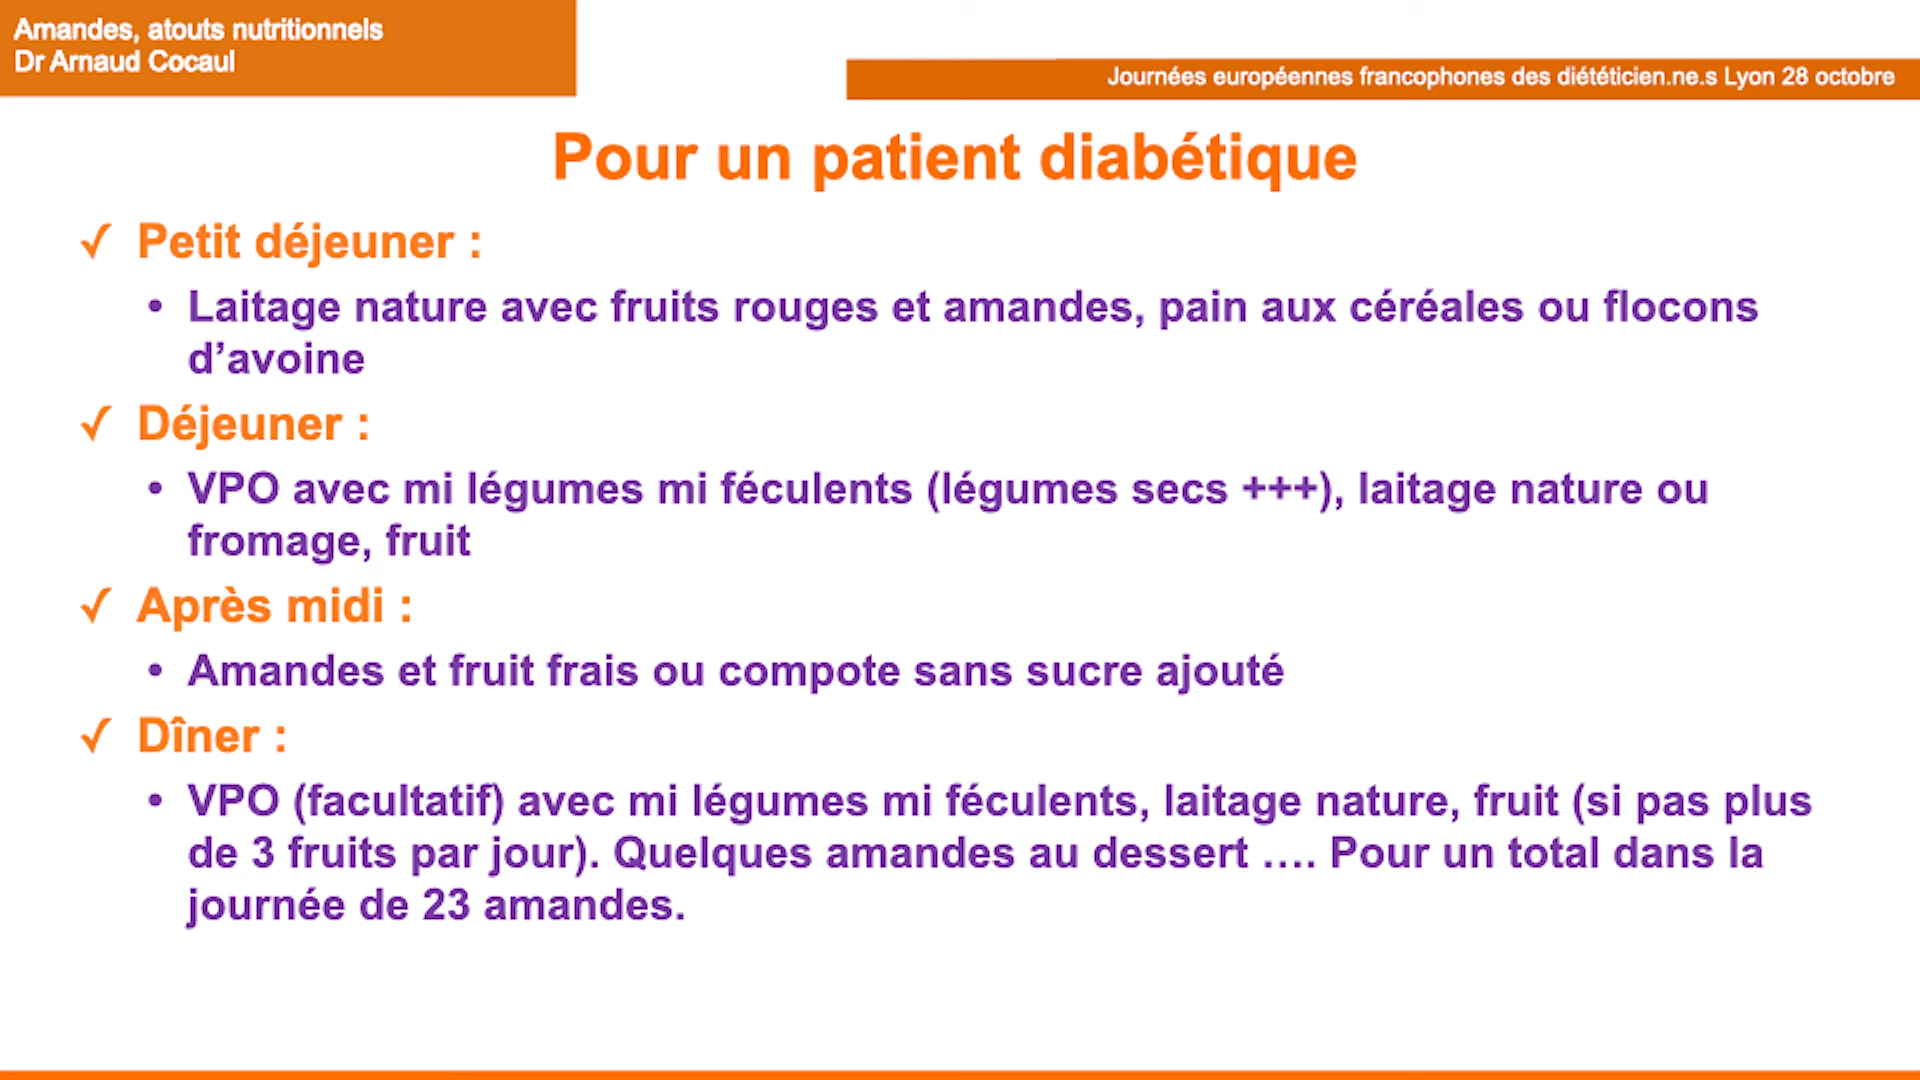 Amandes, atouts nutritionnels
Dr Arnaud Cocaul
Journées européennes francophones des diététicien.ne.s Lyon 28 octobre
Pour un patient diabétique
✓ Petit déjeuner :
• Laitage nature avec fruits rouges et amandes, pain aux céréales ou flocons
d’avoine
✓ Déjeuner :
• VPO avec mi légumes mi féculents (légumes secs +++), laitage nature ou
fromage, fruit
✓ Après midi :
• Amandes et fruit frais ou compote sans sucre ajouté
✓ Dîner :
• VPO (facultatif) avec mi légumes mi féculents, laitage nature, fruit (si pas plus
de 3 fruits par jour). Quelques amandes au dessert …. Pour un total dans la
journée de 23 amandes.